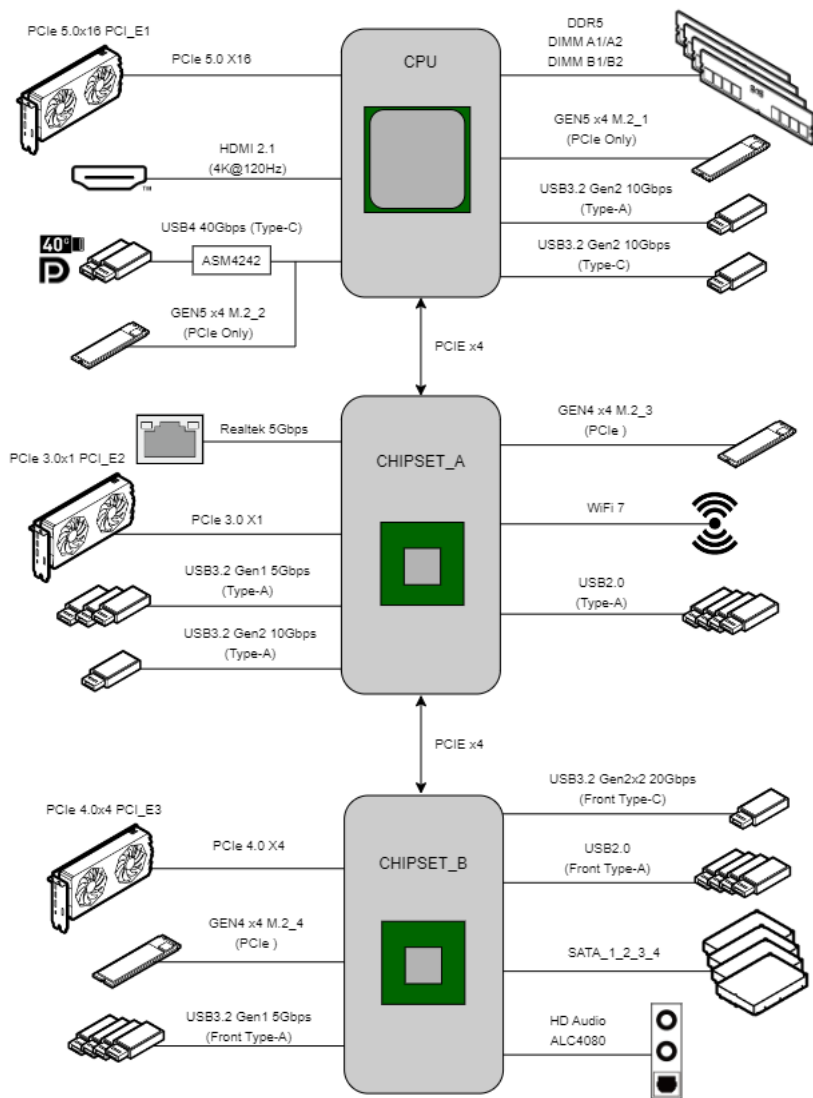 PCIe 5.0x16 PCI_E1
PCIe 5.0 X16
CPU
DDR5
DIMM A1/A2
DIMM B1/B2
HDMI 2.1
(4K@120Hz)
TM
GEN5 x4 M.2_1
(PCIe Only)
USB3.2 Gen2 10Gbps
(Type-A)
USB4 40Gbps (Type-C)
40G
ASM4242
USB3.2 Gen2 10Gbps
(Type-C)
GEN5 x4 M.2_2
(PCIe Only)
PCIE x4
Realtek 5Gbps
GEN4 x4 M.2_3
(PCIe )
PCIe 3.0x1 PCI_E2
CHIPSET_A
PCIe 3.0 X1
WiFi 7
USB3.2 Gen1 5Gbps
(Type-A)
USB2.0
(Type-A)
USB3.2 Gen2 10Gbps
(Type-A)
PCIE x4
PCIe 4.0x4 PCI_E3
USB3.2 Gen2x2 20Gbps
(Front Type-C)
PCIe 4.0 X4
CHIPSET_B
USB2.0
(Front Type-A)
GEN4 x4 M.2_4
(PCIe )
SATA_1_2_3_4
USB3.2 Gen1 5Gbps
(Front Type-A)
HD Audio
ALC4080